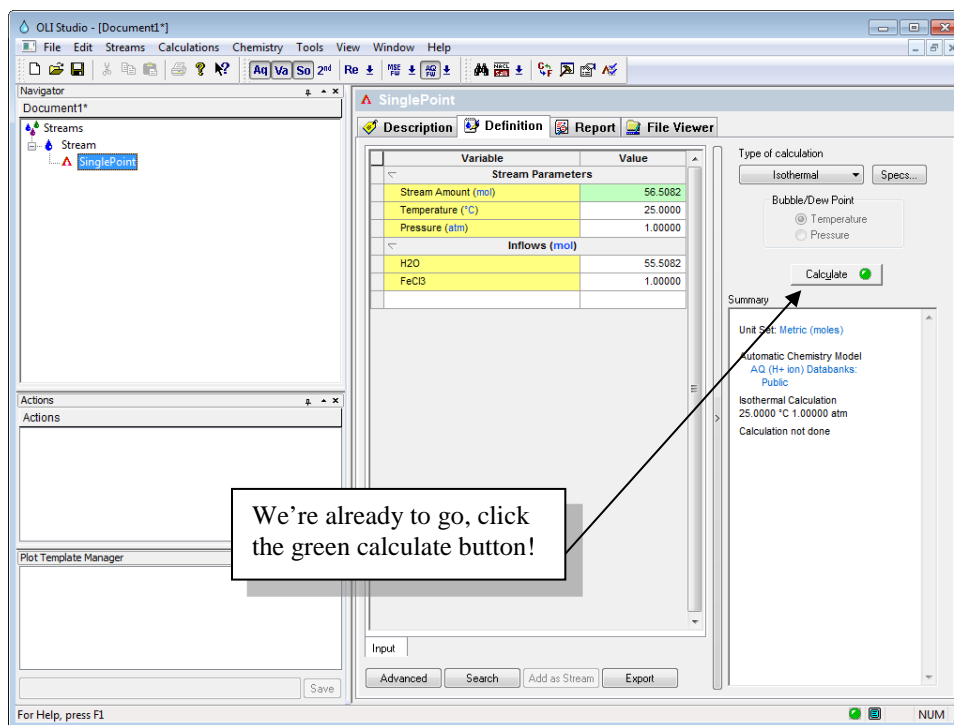 OLI Studio - [Document1*]
File Edit Streams Calculations Chemistry Tools View Window Help
Aq Va So 2nd Re
Navigator
Document1*
Streams
Stream
SinglePoint
Actions
Actions
Plot Template Manager
Save
SinglePoint
Description Definition Report File Viewer
Variable Value
Stream Parameters
Stream Amount (mol) 56.5082
Temperature (°C) 25.0000
Pressure (atm) 1.00000
Inflows (mol)
H2O 55.5082
FeCl3 1.00000
Input
Advanced Search Add as Stream Export
Type of calculation
Isothermal Specs...
Bubble/Dew Point
Temperature
Pressure
Calculate
Summary
Unit Set: Metric (moles)
Automatic Chemistry Model
AQ (H+ ion) Databanks:
Public
Isothermal Calculation
25.0000 °C 1.00000 atm
Calculation not done
We're already to go, click
the green calculate button!
For Help, press F1
NUM